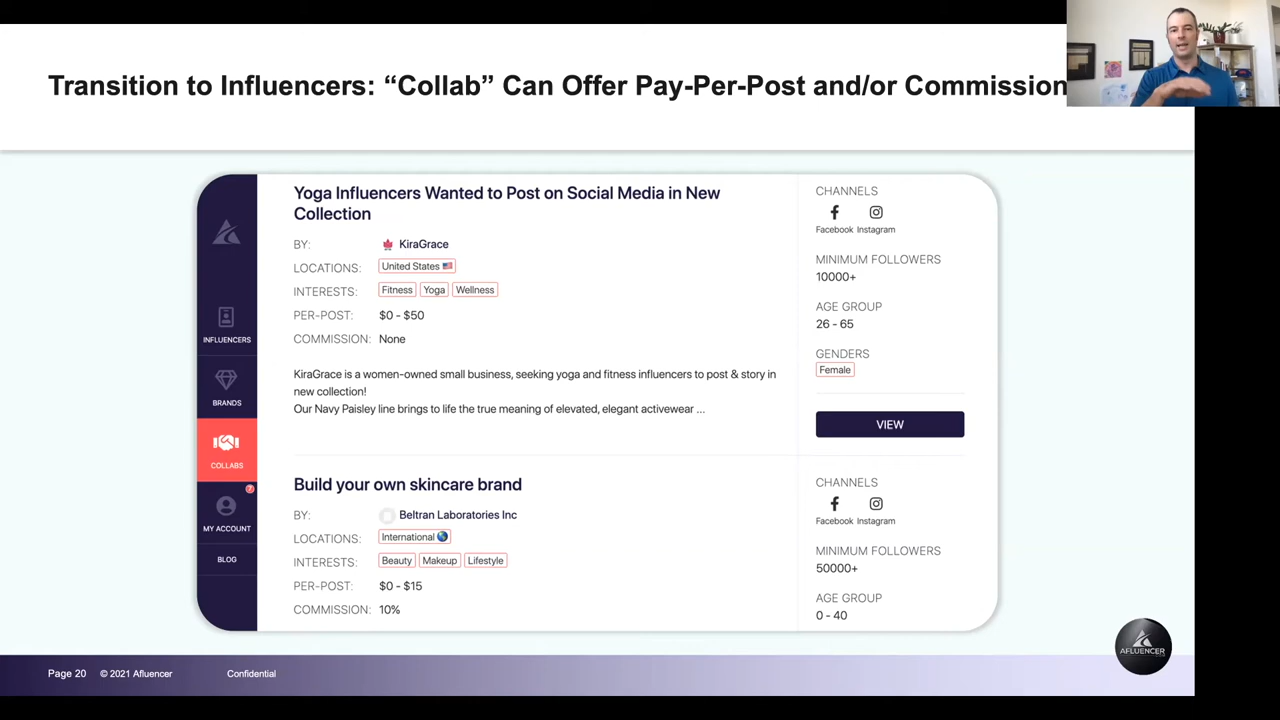 Transition to Influencers: “Collab” Can Offer Pay-Per-Post and/or Commission
Yoga Influencers Wanted to Post on Social Media in New
Collection
BY: KiraGrace
LOCATIONS: United States
INTERESTS: Fitness Yoga Wellness
PER-POST: $0 - $50
COMMISSION: None
KiraGrace is a women-owned small business, seeking yoga and fitness influencers to post & story in
new collection!
Our Navy Paisley line brings to life the true meaning of elevated, elegant activewear ...
CHANNELS
Facebook Instagram
MINIMUM FOLLOWERS
10000+
AGE GROUP
26 - 65
GENDERS
Female
VIEW
INFLUENCERS
BRANDS
COLLABS
7
MY ACCOUNT
BLOG
Build your own skincare brand
BY: Beltran Laboratories Inc
LOCATIONS: International
INTERESTS: Beauty Makeup Lifestyle
PER-POST: $0 - $15
COMMISSION: 10%
CHANNELS
Facebook Instagram
MINIMUM FOLLOWERS
50000+
AGE GROUP
0 - 40
AFLUENCER
Page 20 © 2021 Afluencer Confidential